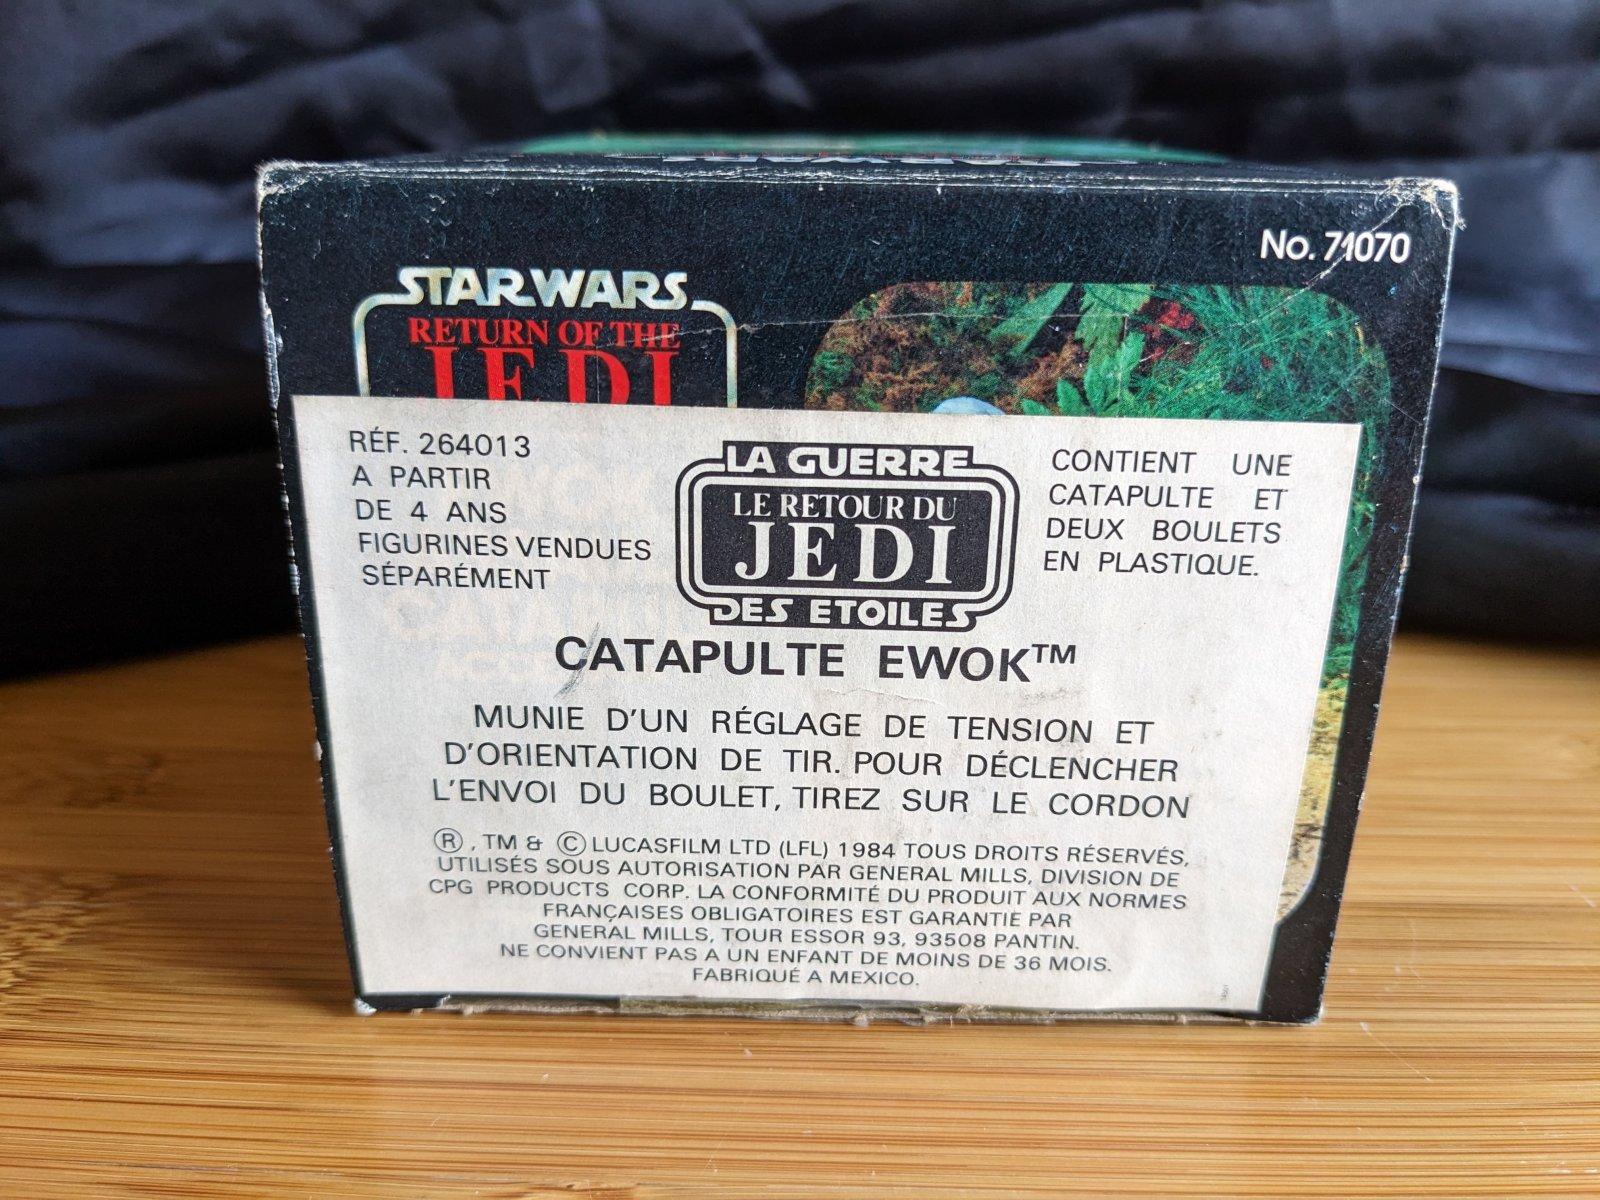 No. 71070
STAR WARS
RETURN OF THE
JEDI
RÉF. 264013
A PARTIR
DE 4 ANS
FIGURINES VENDUES
SÉPARÉMENT
LA GUERRE
LE RETOUR DU
JEDI
DES ETOILES
CONTIENT UNE
CATAPULTE ET
DEUX BOULETS
EN PLASTIQUE.
CATAPULTE EWOK™
MUNIE D'UN RÉGLAGE DE TENSION ET
D'ORIENTATION DE TIR. POUR DÉCLENCHER
L'ENVOI DU BOULET, TIREZ SUR LE CORDON
®, TM & © LUCASFILM LTD (LFL) 1984 TOUS DROITS RÉSERVÉS,
UTILISÉS SOUS AUTORISATION PAR GENERAL MILLS, DIVISION DE
CPG PRODUCTS CORP. LA CONFORMITÉ DU PRODUIT AUX NORMES
FRANÇAISES OBLIGATOIRES EST GARANTIE PAR
GENERAL MILLS, TOUR ESSOR 93, 93508 PANTIN.
NE CONVIENT PAS A UN ENFANT DE MOINS DE 36 MOIS.
FABRIQUÉ A MEXICO.